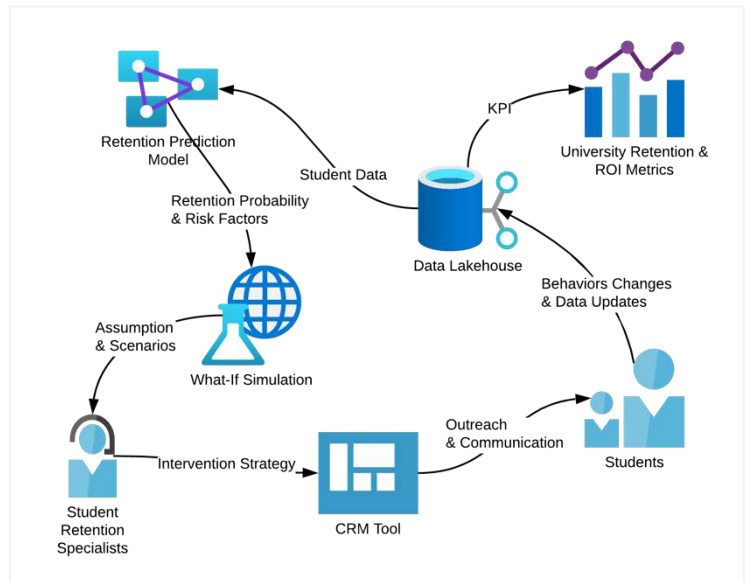 KPI
Retention Prediction
Model
University Retention &
ROI Metrics
Student Data
Retention Probability
& Risk Factors
Data Lakehouse
Behaviors Changes
& Data Updates
Assumption
& Scenarios
What-If Simulation
Outreach
& Communication
Intervention Strategy
Students
Student
Retention
Specialists
CRM Tool